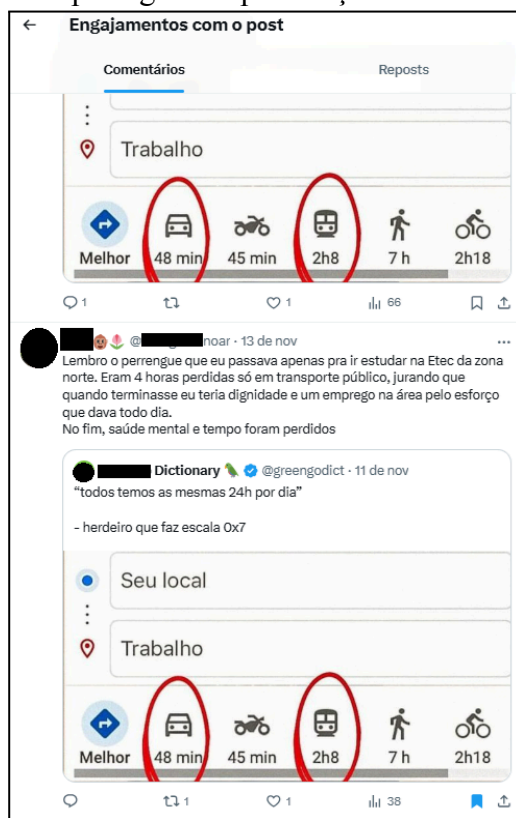 Engajamentos com o post
Comentários
Reposts
Trabalho
Melhor 48 min 45 min 2h8 7 h 2h18
1 1 66
@ noar · 13 de nov
Lembro o perrengue que eu passava apenas pra ir estudar na Etec da zona
norte. Eram 4 horas perdidas só em transporte público, jurando que
quando terminasse eu teria dignidade e um emprego na área pelo esforço
que dava todo dia.
No fim, saúde mental e tempo foram perdidos
Dictionary @greengodict · 11 de nov
“todos temos as mesmas 24h por dia”
- herdeiro que faz escala 0x7
Seu local
Trabalho
Melhor 48 min 45 min 2h8 7 h 2h18
1 1 38